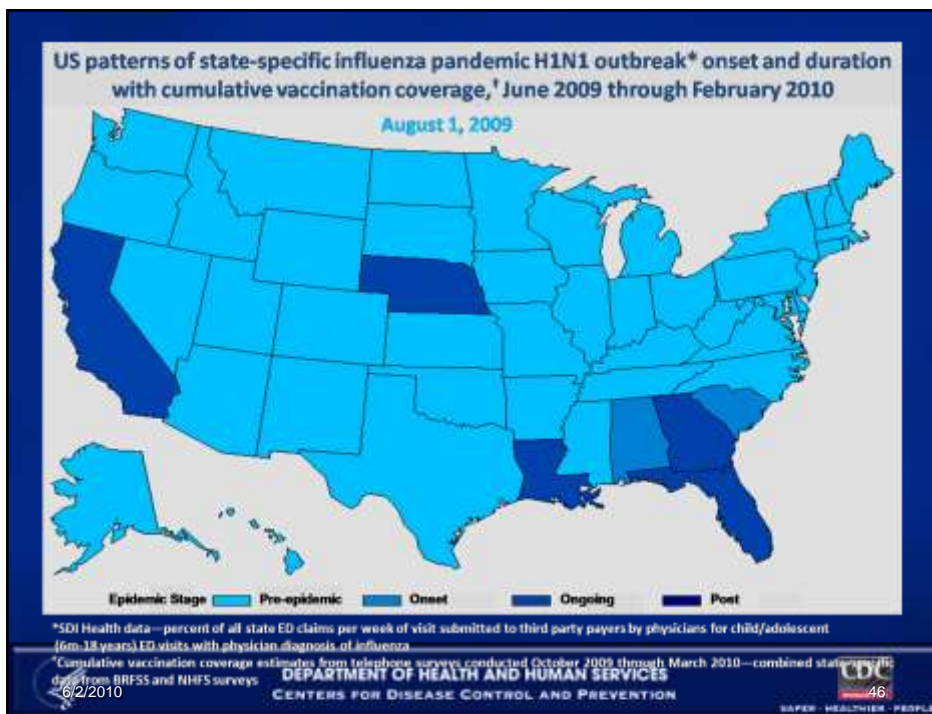 US patterns of state-specific influenza pandemic H1N1 outbreak* onset and duration
with cumulative vaccination coverage,† June 2009 through February 2010
August 1, 2009
Epidemic Stage Pre-epidemic Onset Ongoing Post
*SDI Health data—percent of all state ED claims per week of visit submitted to third party payers by physicians for child/adolescent
(6m-18 years) ED visits with physician diagnosis of influenza
†Cumulative vaccination coverage estimates from telephone surveys conducted October 2009 through March 2010—combined
data from BRFSS and NHFS surveys
DEPARTMENT OF HEALTH AND HUMAN SERVICES
CENTERS FOR DISEASE CONTROL AND PREVENTION
6/2/2010
CDC
46
SAFER · HEALTHIER · PEOPLE